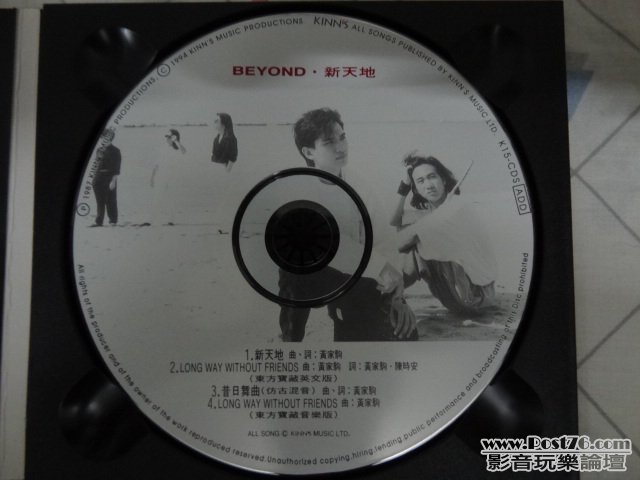 BEYOND · 新天地
© 1994 KINN'S MUSIC PRODUCTIONS. KINN'S ALL SONGS PUBLISHED BY KINN'S MUSIC LTD. K15-CDS ADD
Ⓟ 1987 KINN'S MUSIC PRODUCTIONS,
1.新天地 曲、詞：黃家駒
2.LONG WAY WITHOUT FRIENDS 曲：黃家駒 詞：黃家駒·陳時安
（東方寶藏英文版）
3.昔日舞曲（仿古混音） 曲、詞：黃家駒
4.LONG WAY WITHOUT FRIENDS 曲：黃家駒
（東方寶藏音樂版）
ALL SONG © KINN'S MUSIC LTD.
All rights of the producer and of the owner of the work reproduced reserved. Unauthorized copying, hiring, lending, public performance and broadcasting of this Disc prohibited
www.Post76.com
影音玩樂論壇